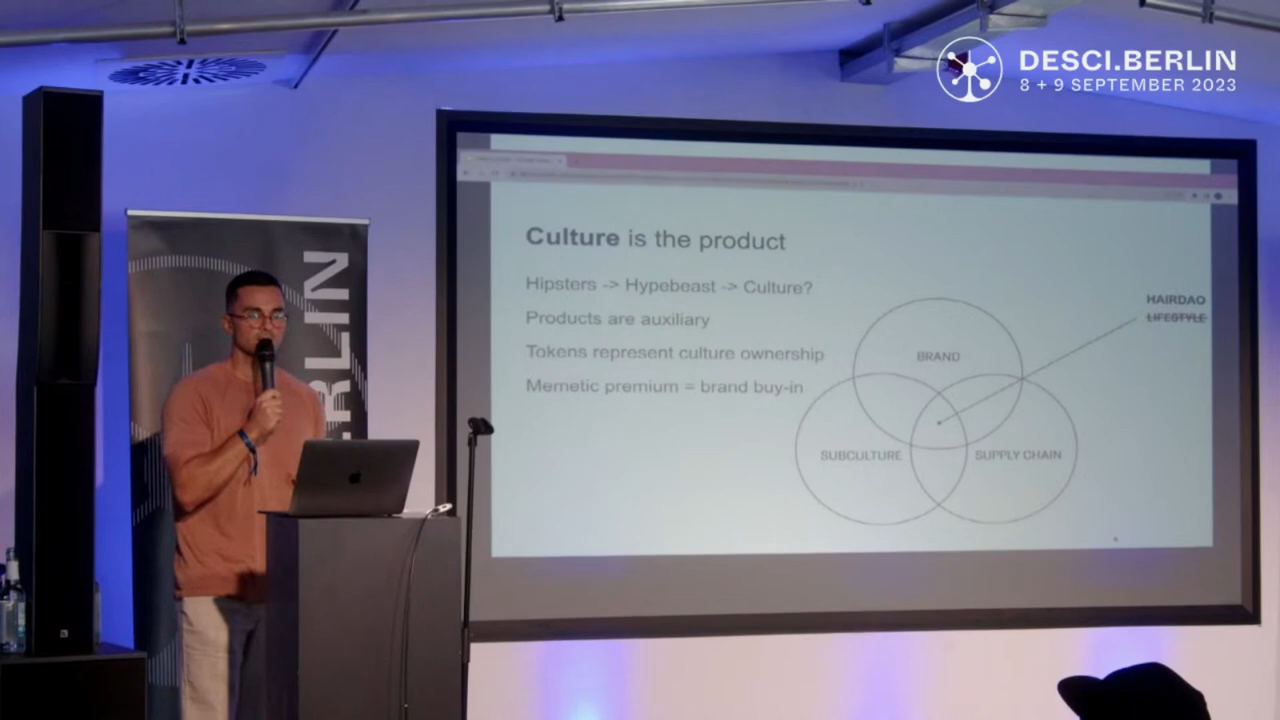 DESCI.BERLIN
8 + 9 SEPTEMBER 2023
RLIN
Culture is the product
Hipsters -> Hypebeast -> Culture?
Products are auxiliary
Tokens represent culture ownership
Memetic premium = brand buy-in
HAIRDAO
LIFESTYLE
BRAND
SUBCULTURE
SUPPLY CHAIN